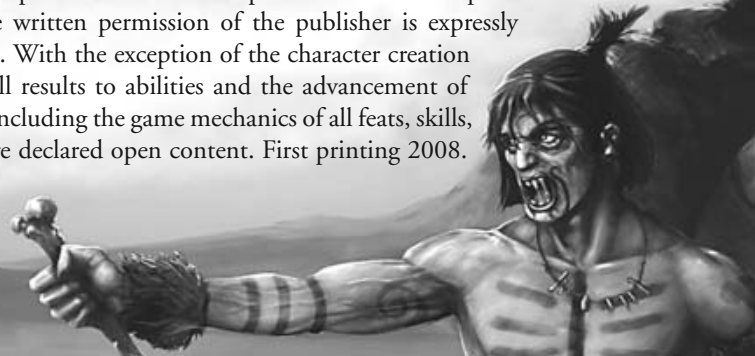 e written permission of the publisher is expressly
. With the exception of the character creation
ll results to abilities and the advancement of
ncluding the game mechanics of all feats, skills,
e declared open content. First printing 2008.